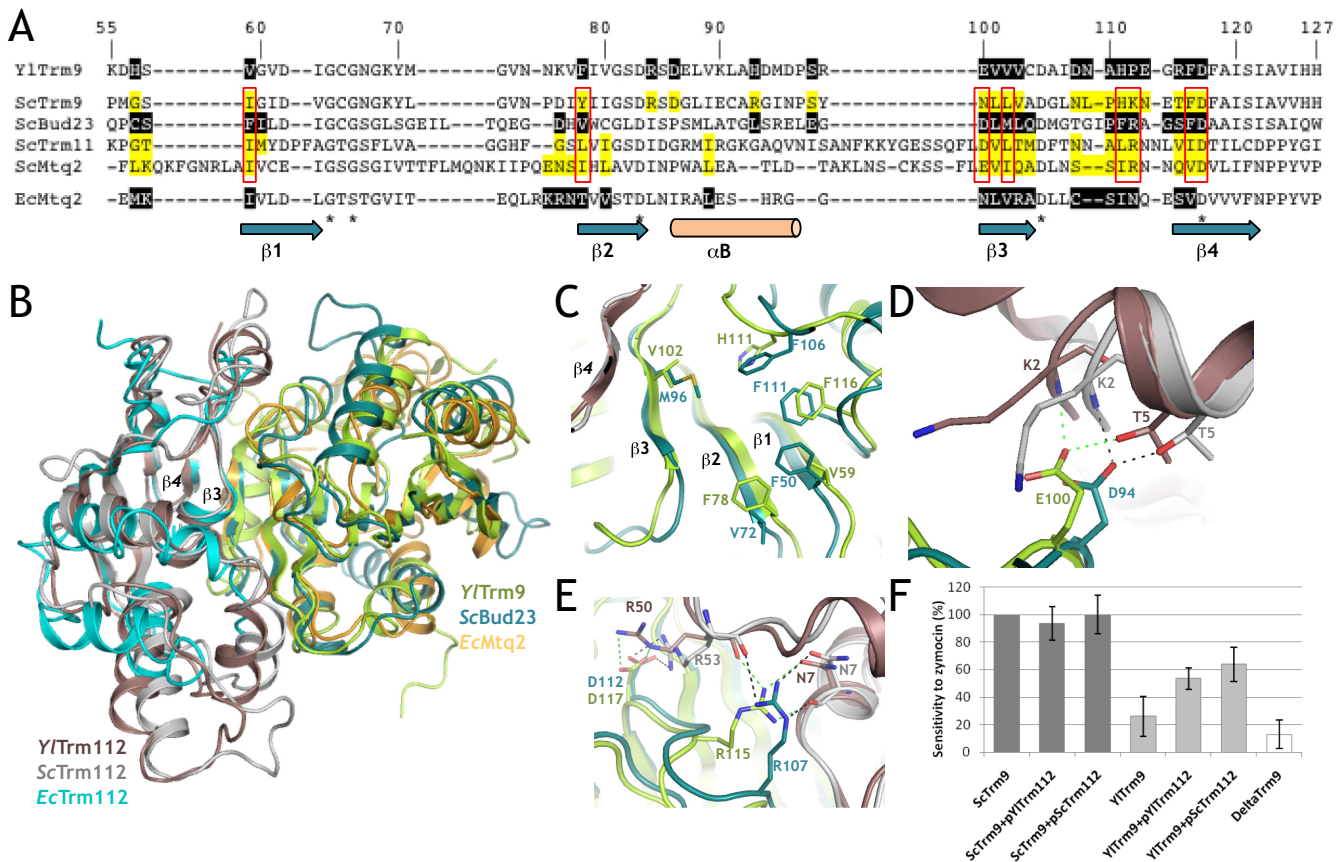 A
55 60 70 80 90 100 110 120 127
YlTrm9 KDHS-------VGVD-IGCGNGKYM------GVN-NKVFIVGSDRSDELVKLAHDMDPSR-----------EVVVCDAIDN-AHPE-GRFDFAISIAVIHH
ScTrm9 PMGS-------IGID-VGCGNGKYL------GVN-PDIYIIGSDRSDGLIECARGINPSY-----------NLLVADGLNL-PHKN-ETFDFAISIAVVHH
ScBud23 QPCS-------FILD-IGCGSGLSGEIL--TQEG-DHVWCGLDISPSMLATGLSRELEG-----------DLMLQDMGTGIPFRA-GSFDAAISISAIQW
ScTrm11 KPGT-------IMYDPFAGTGSFLVA-----GGHF-GSLVIGSDIDGRMIRGKGAQVNISANFKKYGESSQFLDVLTMDFTNN-ALRNNLVIDTILCDPPYGI
ScMtq2 -FLKQKFGNRLAIVCE-IGSGSGIVTTFLMQNKIIPQENSIHLAVDINPWALEA-TLD-TAKLNS-CKSS-FLEVIQADLNS--SIRN-NQVDVLIFNPPYVP
EcMtq2 -EMK-------IVLD-LGTSTGVIT------EQLRKRNTVVSTDLNIRALES-HRG--G-----------NLVRADLLC--SINQ-ESVDVVVFNPPYVP
* * * * *
β1 β2 αB β3 β4
B
β4 β3
YlTrm9
ScBud23
EcMtq2
YlTrm112
ScTrm112
EcTrm112
C
β4
V102
M96
H111
F106
F111
F116
β3
β2
β1
F50
V59
F78
V72
D
K2
K2
T5
T5
E100
D94
E
R50
R53
D112
D117
N7
N7
R115
R107
F
Sensitivity to zymocin (%)
120
100
80
60
40
20
0
ScTrm9
ScTrm9+pYlTrm112
ScTrm9+pScTrm112
YlTrm9
YlTrm9+pYlTrm112
YlTrm9+pScTrm112
DeltaTrm9